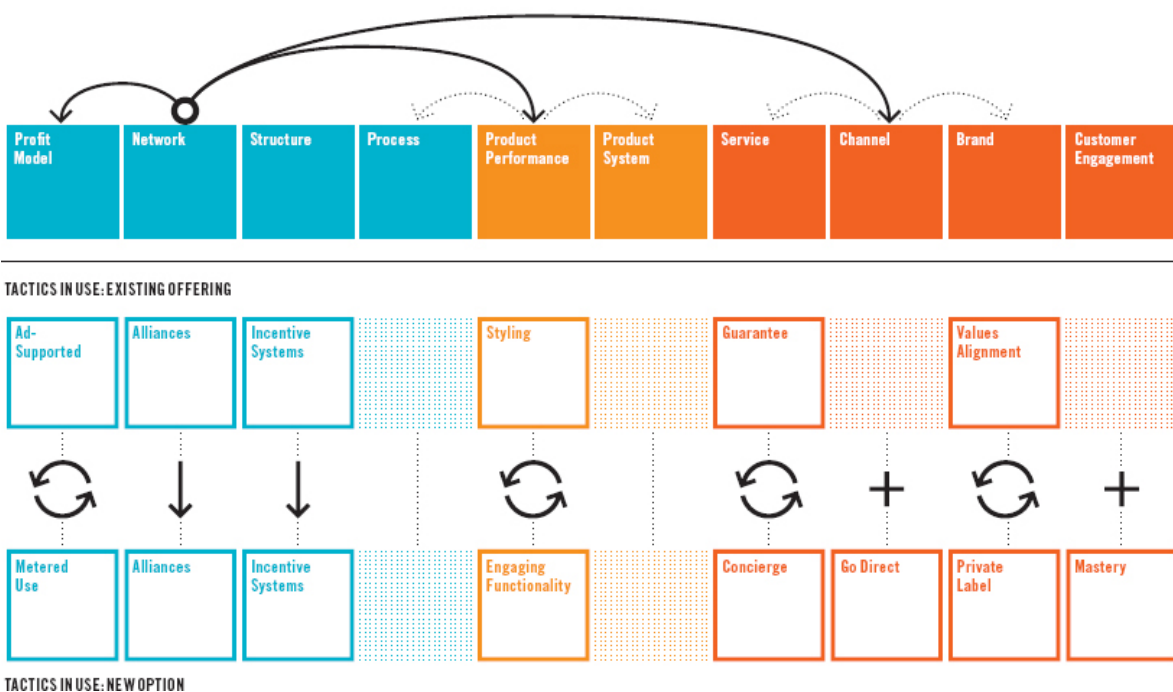 Profit
Model
Network
Structure
Process
Product
Performance
Product
System
Service
Channel
Brand
Customer
Engagement
TACTICS IN USE: EXISTING OFFERING
Ad-
Supported
Alliances
Incentive
Systems
Styling
Guarantee
Values
Alignment
Metered
Use
Alliances
Incentive
Systems
Engaging
Functionality
Concierge
Go Direct
Private
Label
Mastery
TACTICS IN USE: NEW OPTION